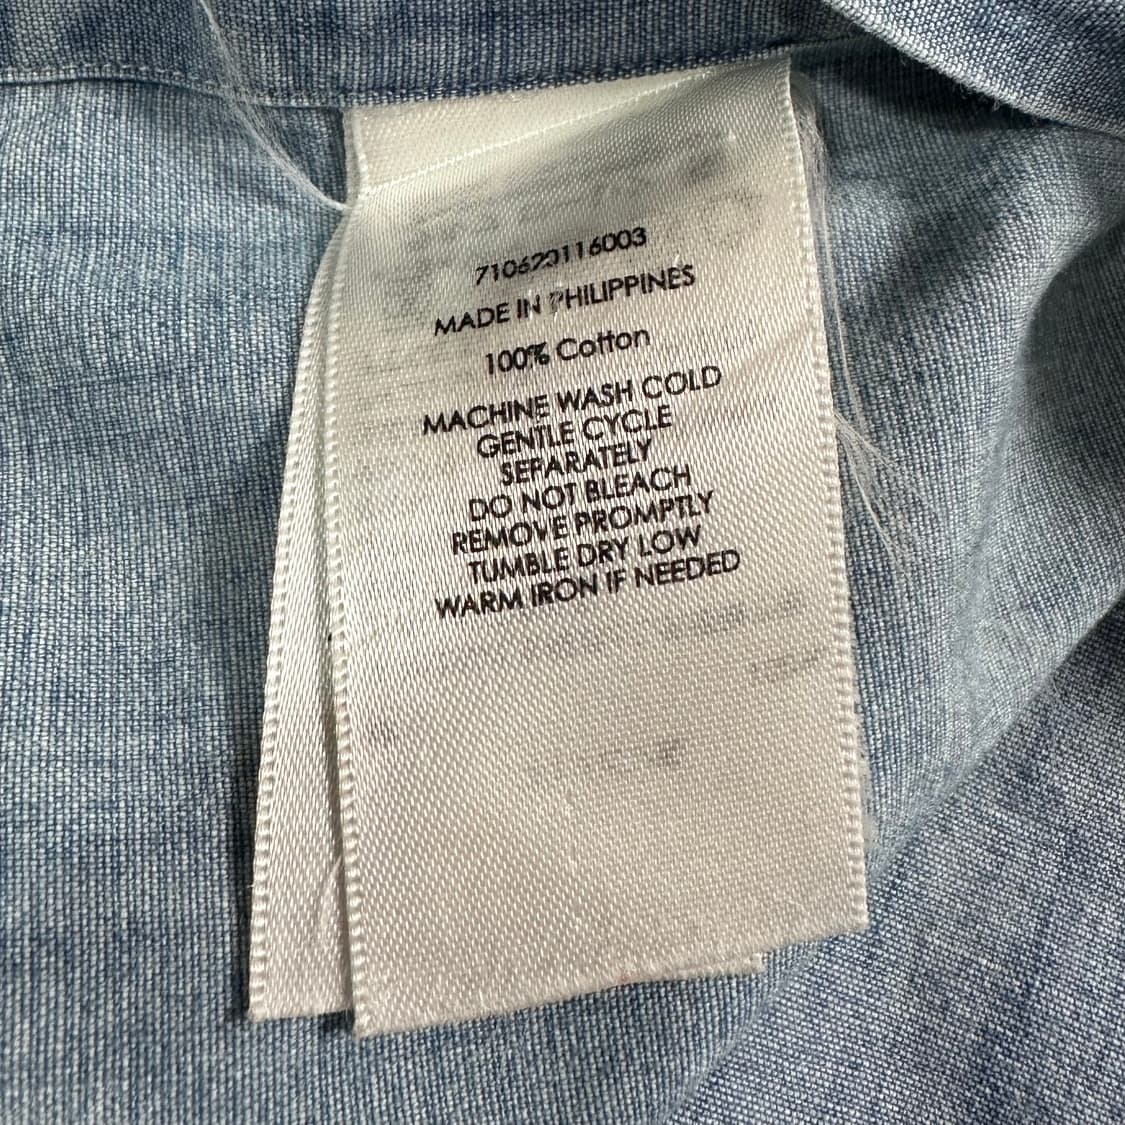 MADE IN PHILIPPINES
100% Cotton
MACHINE WASH COLD
GENTLE CYCLE
SEPARATELY
DO NOT BLEACH
REMOVE PROMPTLY
TUMBLE DRY LOW
WARM IRON IF NEEDED